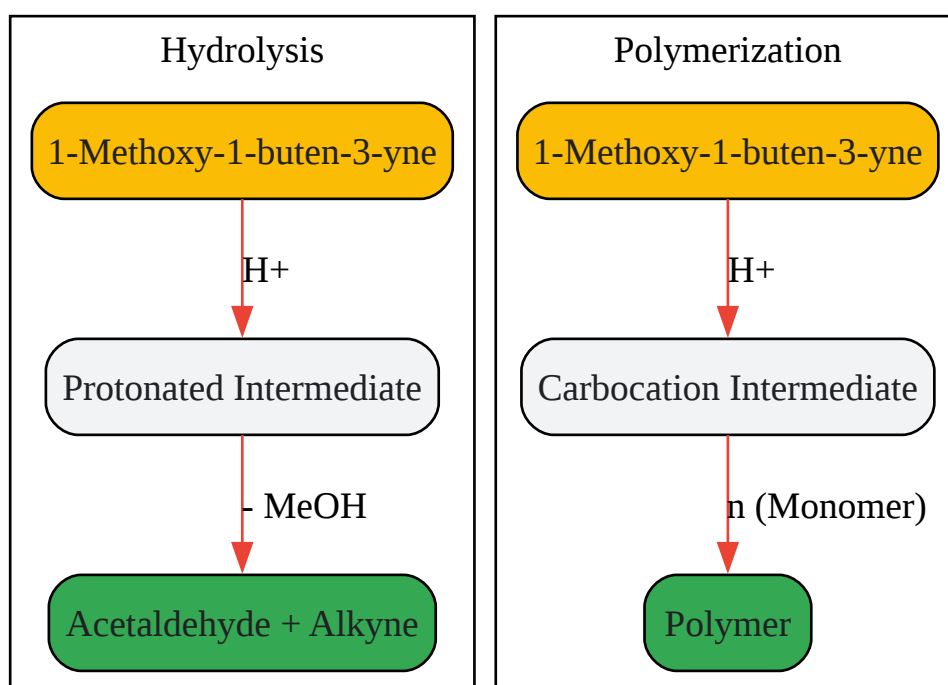 Hydrolysis
1-Methoxy-1-buten-3-yne
H+
Protonated Intermediate
- MeOH
Acetaldehyde + Alkyne
Polymerization
1-Methoxy-1-buten-3-yne
H+
Carbocation Intermediate
n (Monomer)
Polymer